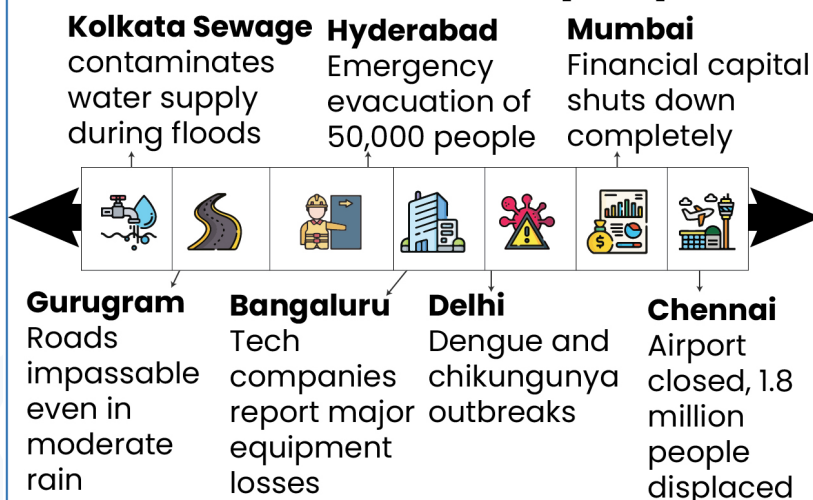 Kolkata Sewage
contaminates
water supply
during floods
Hyderabad
Emergency
evacuation of
50,000 people
Mumbai
Financial capital
shuts down
completely
Gurugram
Roads
impassable
even in
moderate
rain
Bangaluru
Tech
companies
report major
equipment
losses
Delhi
Dengue and
chikungunya
outbreaks
Chennai
Airport
closed, 1.8
million
people
displaced